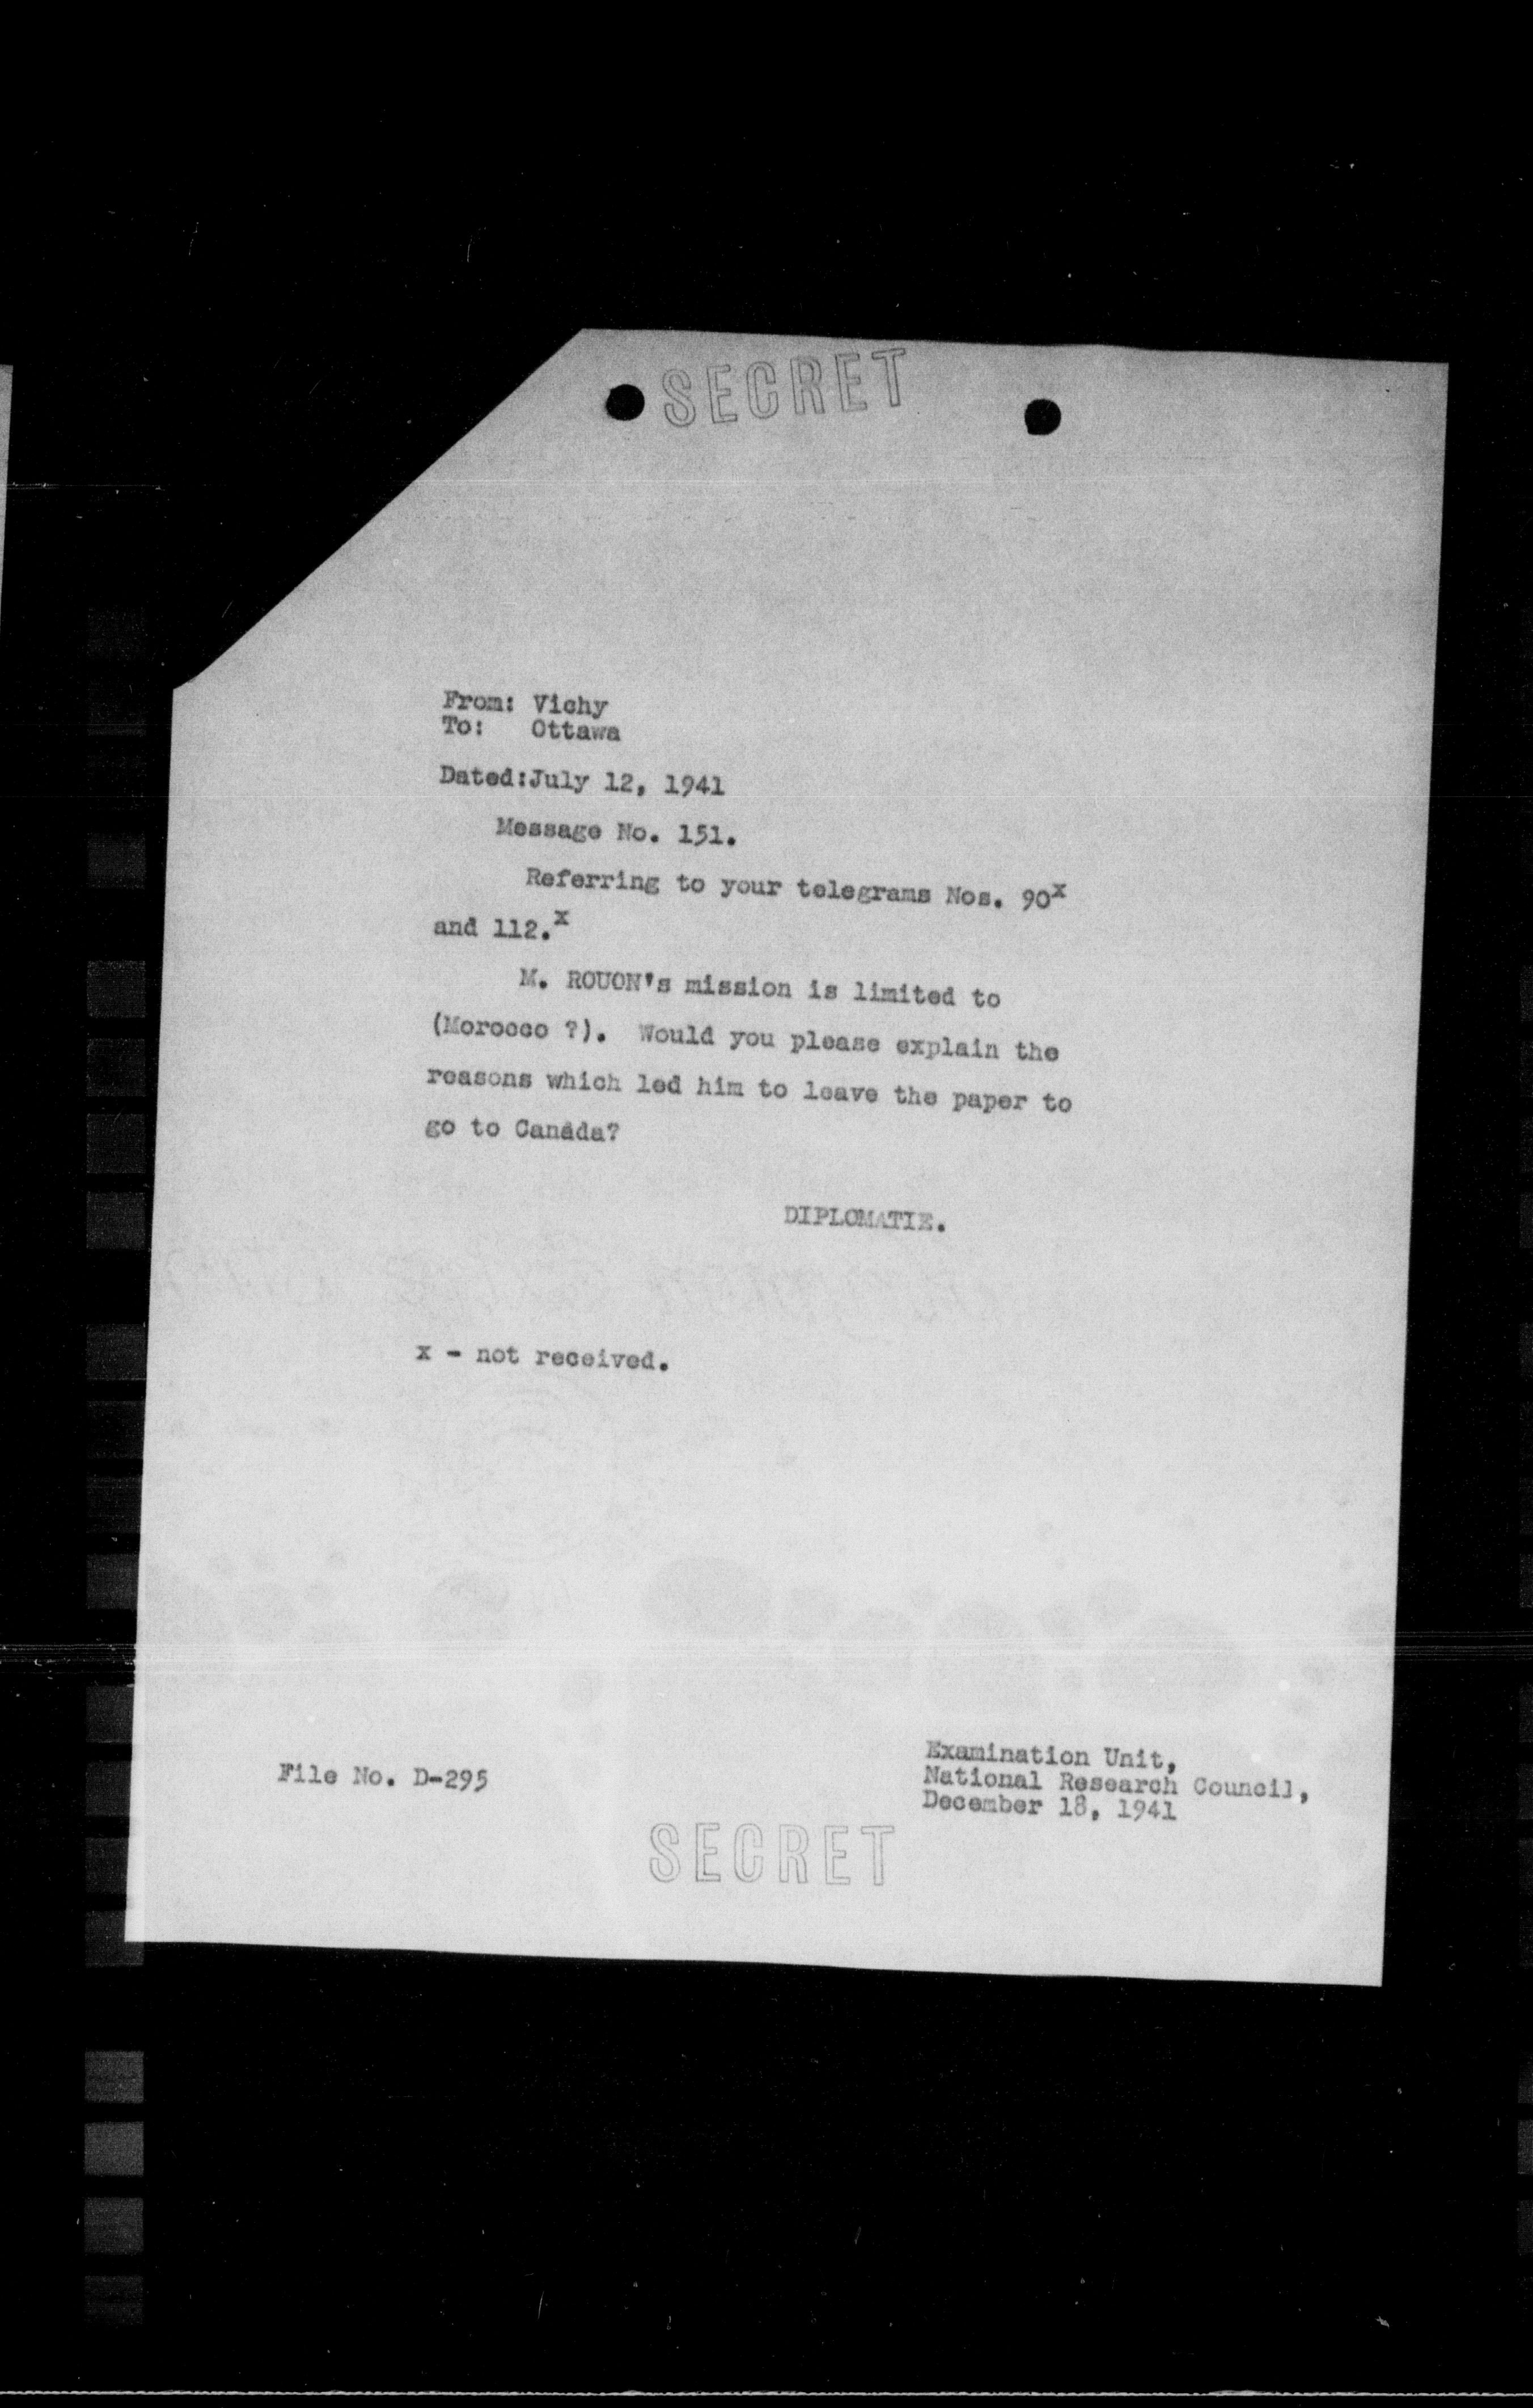 SECRET
From: Vichy
To: Ottawa
Dated:July 12, 1941
Message No. 151.
Referring to your telegrams Nos. 90x
and 112.x
M. ROUON's mission is limited to
(Morocco ?). Would you please explain the
reasons which led him to leave the paper to
go to Canada?
DIPLOMATIE.
x - not received.
File No. D-295
Examination Unit,
National Research Council,
December 18, 1941
SECRET